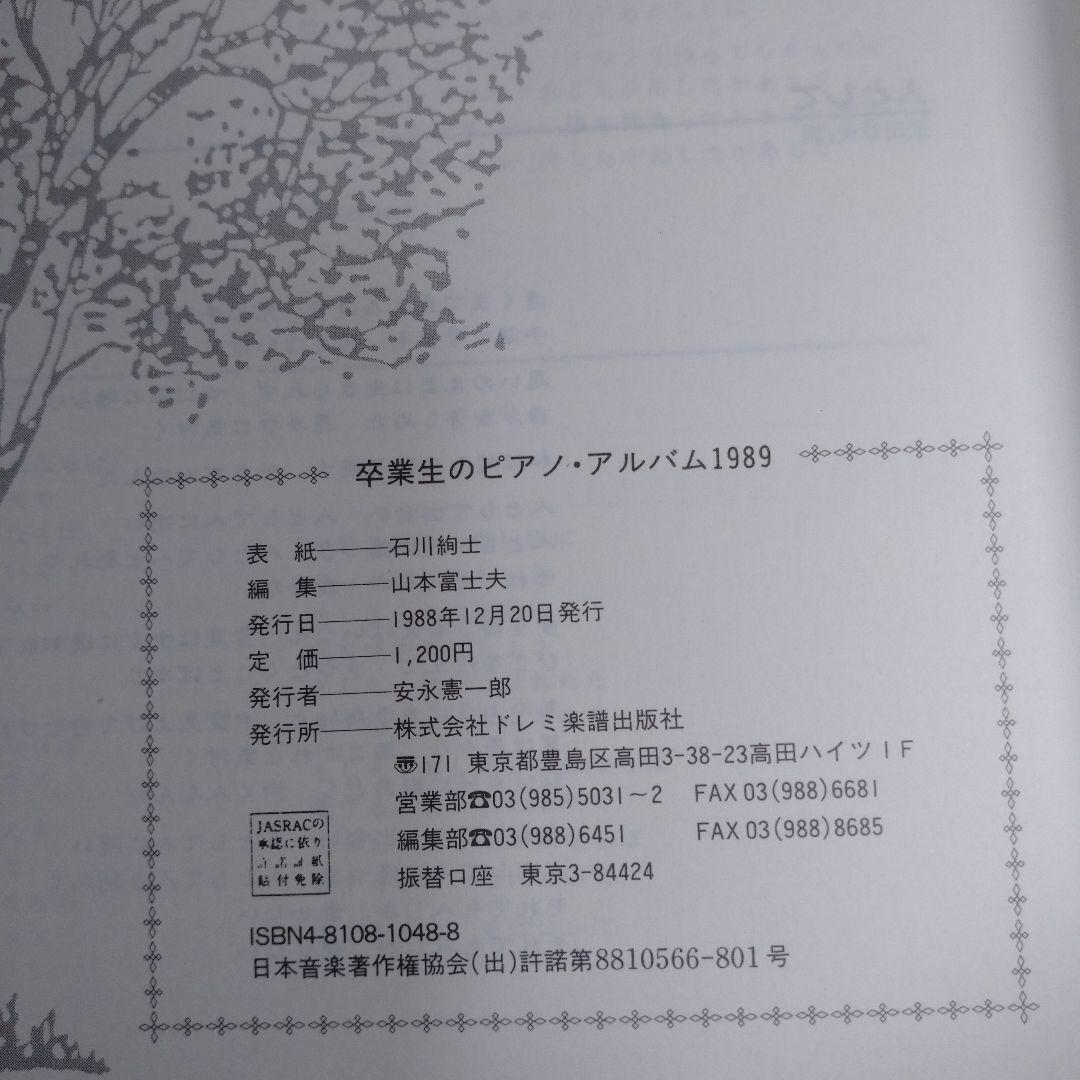 卒業生のピアノ・アルバム1989
表 紙———石川絢士
編 集———山本富士夫
発行日———1988年12月20日発行
定 価———1,200円
発行者———安永憲一郎
発行所———株式会社ドレミ楽譜出版社
〠171 東京都豊島区高田3-38-23高田ハイツ1F
営業部☎03(985)5031~2 FAX 03(988)6681
編集部☎03(988)6451 FAX 03(988)8685
振替口座 東京3-84424
JASRACの
承認に依り
許諾証紙
貼付免除
ISBN4-8108-1048-8
日本音楽著作権協会(出)許諾第8810566-801号